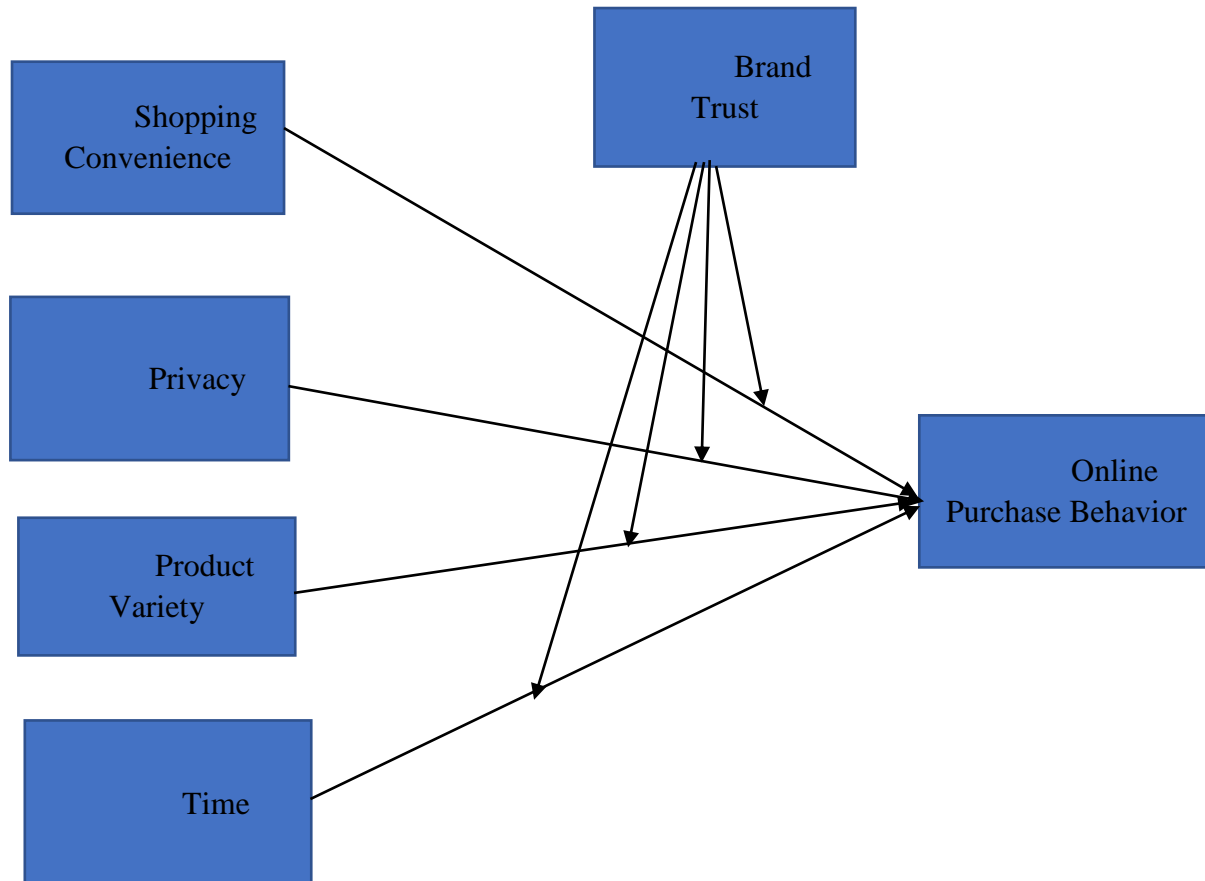 Brand
Trust
Shopping
Convenience
Privacy
Online
Purchase Behavior
Product
Variety
Time